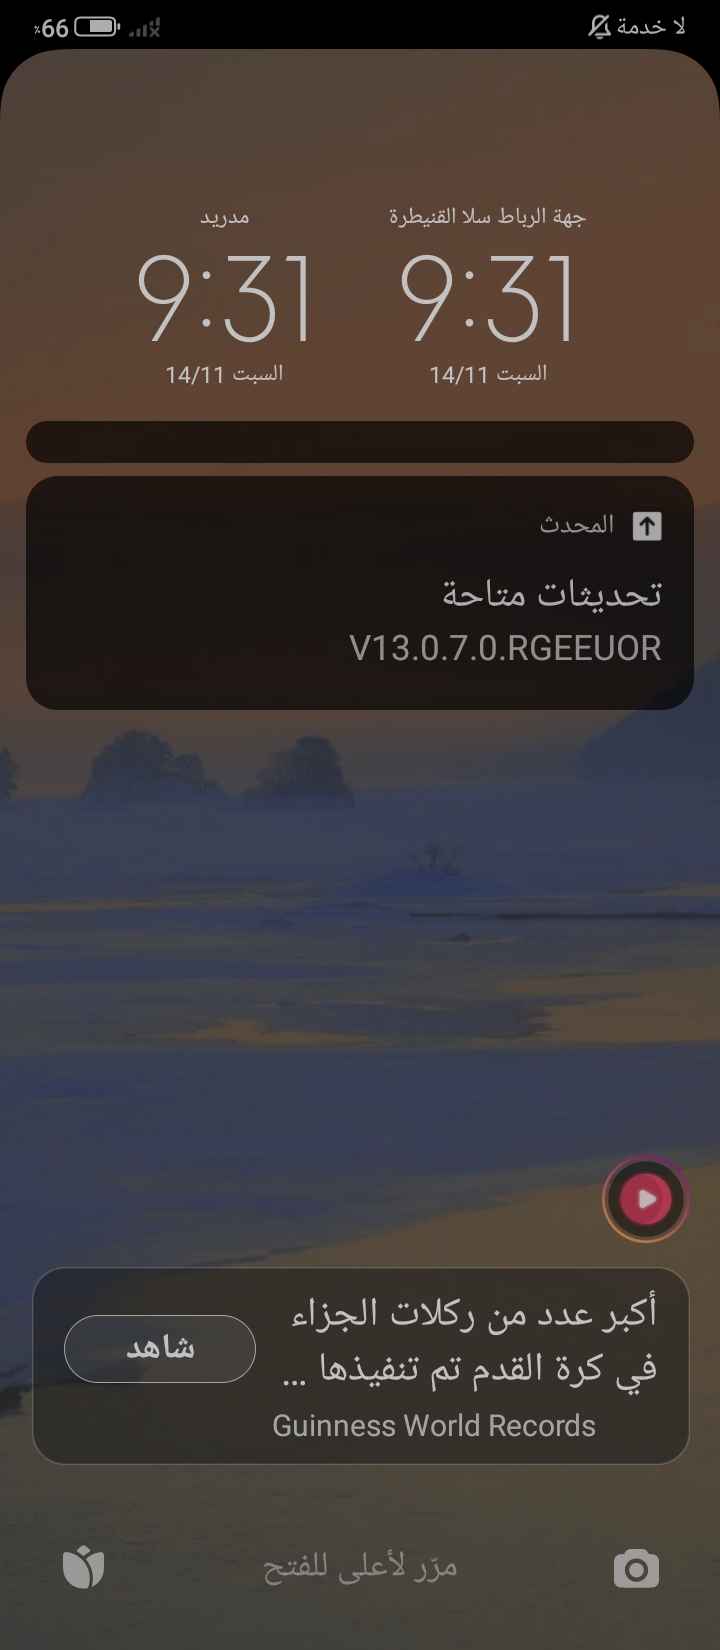 لا خدمة
66٪
جهة الرباط سلا القنيطرة
9:31
السبت 14/11
مدريد
9:31
السبت 14/11
المحدث
تحديثات متاحة
V13.0.7.0.RGEEUOR
أكبر عدد من ركلات الجزاء
في كرة القدم تم تنفيذها ...
Guinness World Records
شاهد
مرّر لأعلى للفتح